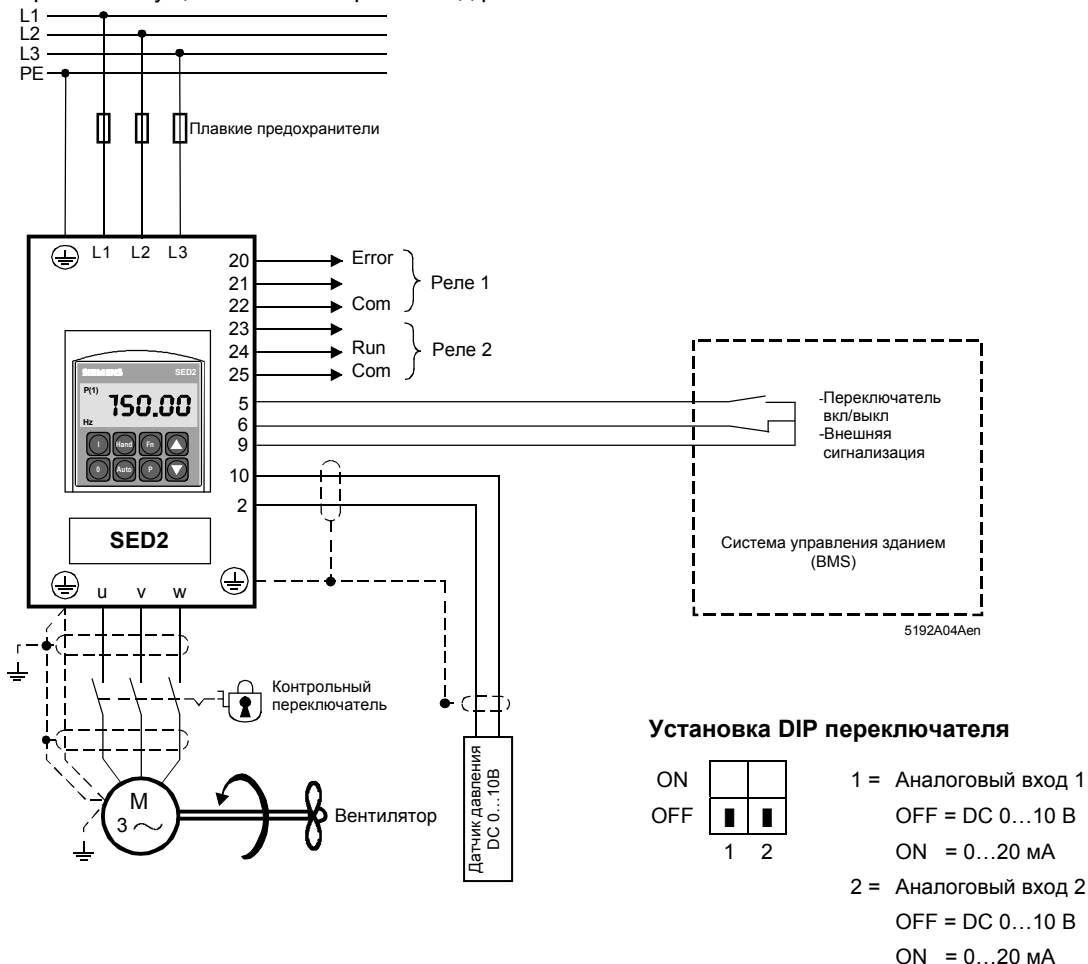 L1
L2
L3
PE
Плавкие предохранители
L1 L2 L3
20
21
22
23
24
25
5
6
9
10
2
Error
Com
Реле 1
Run
Com
Реле 2
SIEMENS SED2
P(1)
750.00
Hz
I Hand Fn
0 Auto P
SED2
u v w
-Переключатель
вкл/выкл
-Внешняя
сигнализация
Система управления зданием
(BMS)
5192A04Aen
Контрольный
переключатель
M
3
Вентилятор
Датчик давления
DC 0...10В
Установка DIP переключателя
ON
OFF
1 2
1 = Аналоговый вход 1
OFF = DC 0…10 В
ON = 0…20 мА
2 = Аналоговый вход 2
OFF = DC 0…10 В
ON = 0…20 мА